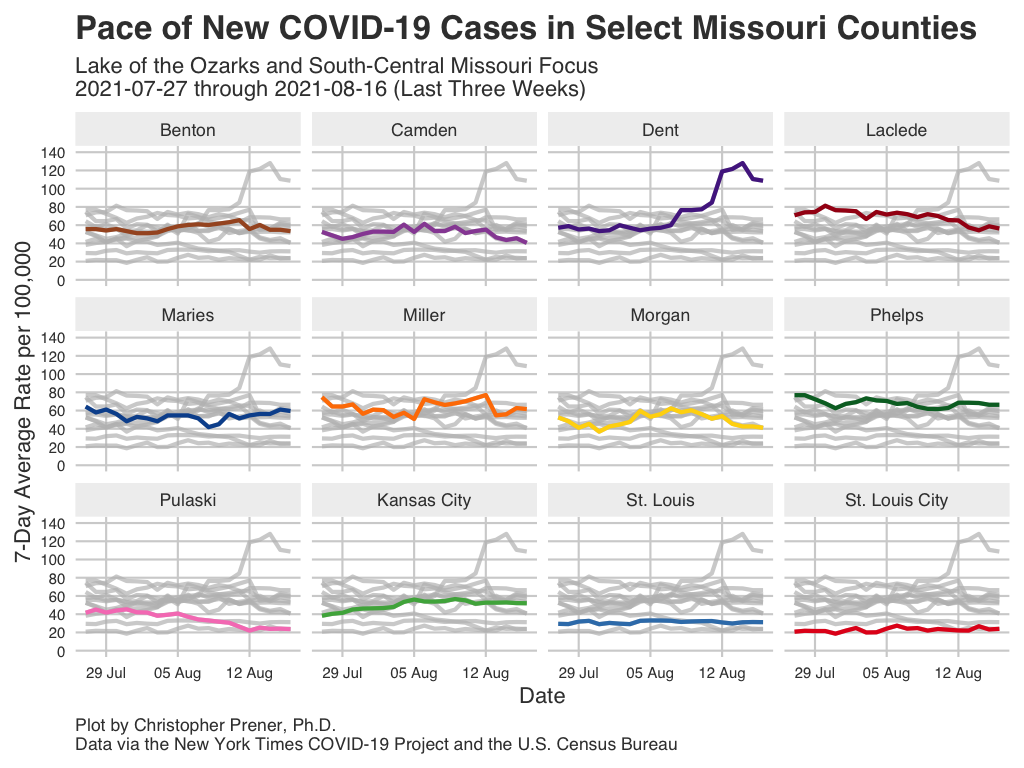 Pace of New COVID-19 Cases in Select Missouri Counties
Lake of the Ozarks and South-Central Missouri Focus
2021-07-27 through 2021-08-16 (Last Three Weeks)
Benton Camden Dent Laclede
140
120
100
80
60
40
20
0
Maries Miller Morgan Phelps
140
120
100
80
60
40
20
0
Pulaski Kansas City St. Louis St. Louis City
140
120
100
80
60
40
20
0
7-Day Average Rate per 100,000
29 Jul 05 Aug 12 Aug 29 Jul 05 Aug 12 Aug 29 Jul 05 Aug 12 Aug 29 Jul 05 Aug 12 Aug
Date
Plot by Christopher Prener, Ph.D.
Data via the New York Times COVID-19 Project and the U.S. Census Bureau